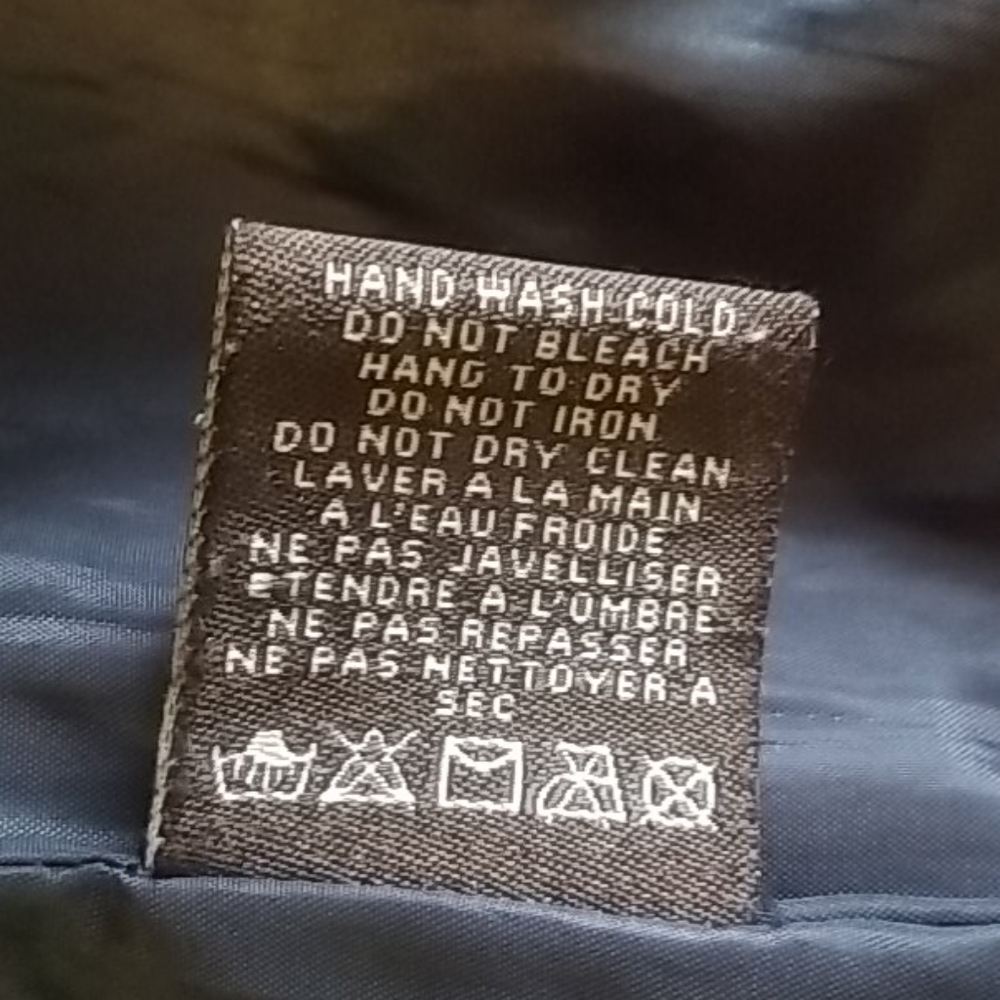 HAND WASH COLD
DO NOT BLEACH
HANG TO DRY
DO NOT IRON
DO NOT DRY CLEAN
LAVER A LA MAIN
A L'EAU FROIDE
NE PAS JAVELLISER
ETENDRE A L'OMBRE
NE PAS REPASSER
NE PAS NETTOYER A
SEC